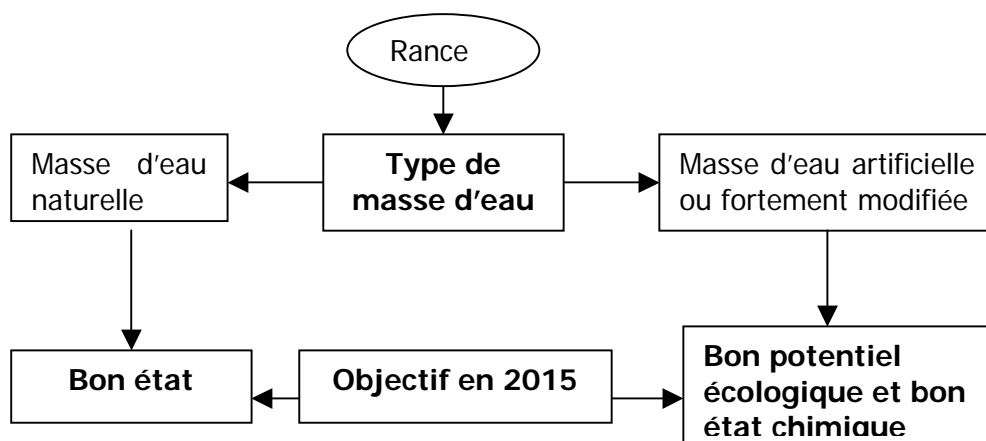 Rance
Masse d'eau
naturelle
Type de
masse d'eau
Masse d'eau artificielle
ou fortement modifiée
Bon état
Objectif en 2015
Bon potentiel
écologique et bon
état chimique